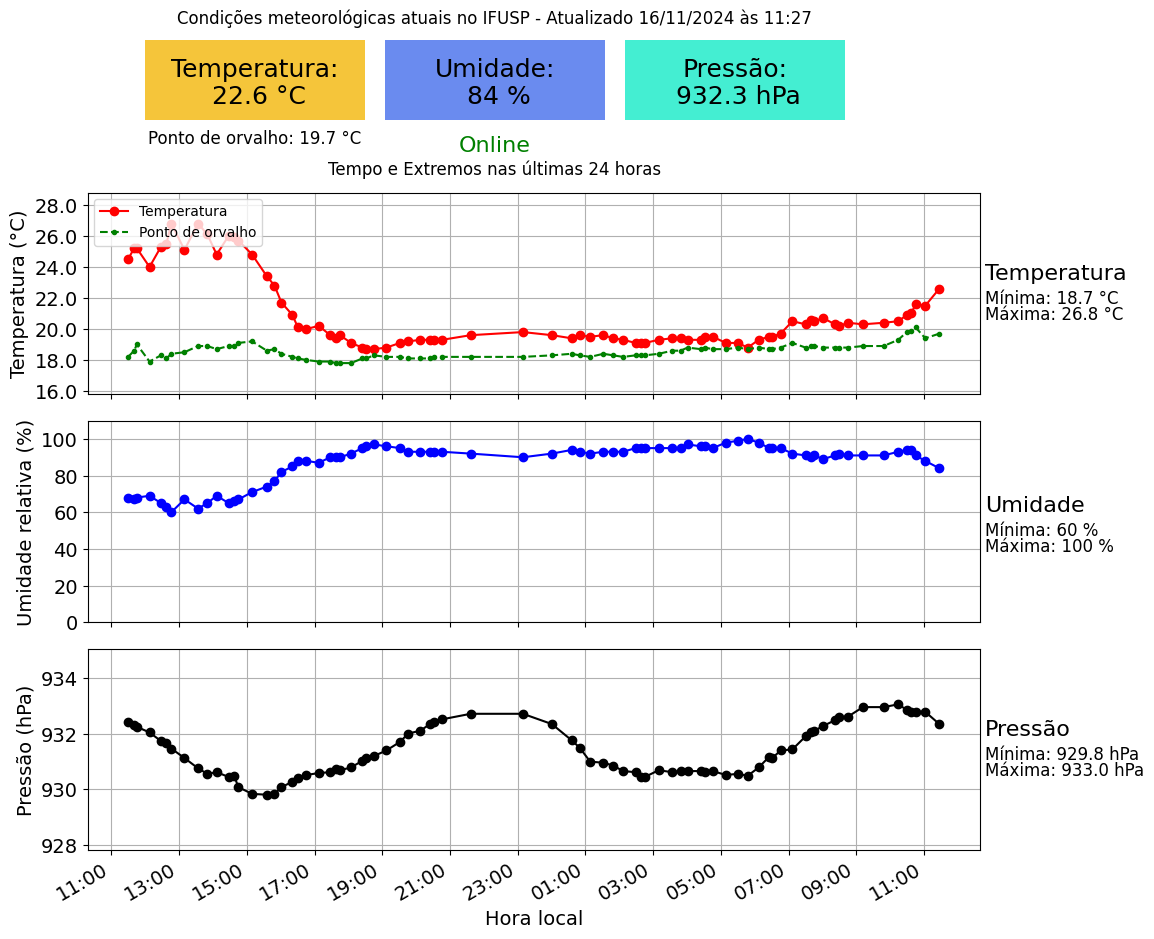 Condições meteorológicas atuais no IFUSP - Atualizado 16/11/2024 às 11:27
Temperatura:
22.6 °C
Umidade:
84 %
Pressão:
932.3 hPa
Ponto de orvalho: 19.7 °C
Online
Tempo e Extremos nas últimas 24 horas
Temperatura (°C)
28.0
26.0
24.0
22.0
20.0
18.0
16.0
Temperatura
Ponto de orvalho
Temperatura
Mínima: 18.7 °C
Máxima: 26.8 °C
Umidade relativa (%)
100
80
60
40
20
0
Umidade
Mínima: 60 %
Máxima: 100 %
Pressão (hPa)
934
932
930
928
Pressão
Mínima: 929.8 hPa
Máxima: 933.0 hPa
11:00 13:00 15:00 17:00 19:00 21:00 23:00 01:00 03:00 05:00 07:00 09:00 11:00
Hora local